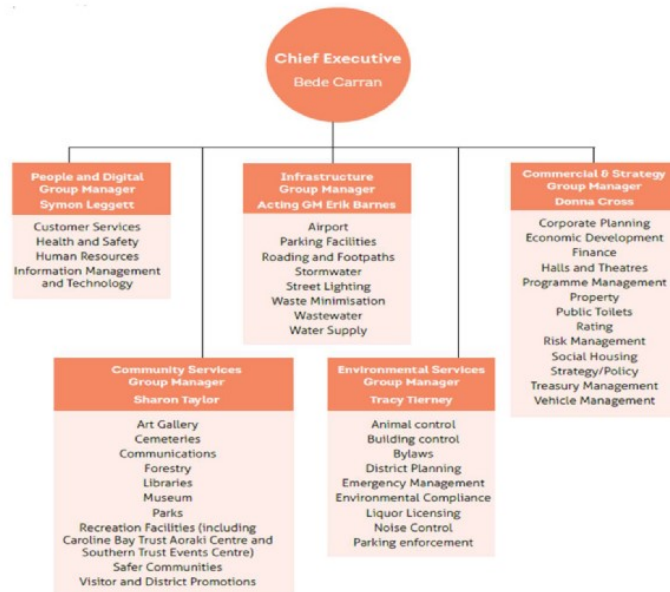 Chief Executive
Bede Carran
People and Digital
Group Manager
Symon Leggett
Customer Services
Health and Safety
Human Resources
Information Management
and Technology
Infrastructure
Group Manager
Acting GM Erik Barnes
Airport
Parking Facilities
Roading and Footpaths
Stormwater
Street Lighting
Waste Minimisation
Wastewater
Water Supply
Commercial & Strategy
Group Manager
Donna Cross
Corporate Planning
Economic Development
Finance
Halls and Theatres
Programme Management
Property
Public Toilets
Rating
Risk Management
Social Housing
Strategy/Policy
Treasury Management
Vehicle Management
Community Services
Group Manager
Sharon Taylor
Art Gallery
Cemeteries
Communications
Forestry
Libraries
Museum
Parks
Recreation Facilities (including
Caroline Bay Trust Aoraki Centre and
Southern Trust Events Centre)
Safer Communities
Visitor and District Promotions
Environmental Services
Group Manager
Tracy Tierney
Animal control
Building control
Bylaws
District Planning
Emergency Management
Environmental Compliance
Liquor Licensing
Noise Control
Parking enforcement